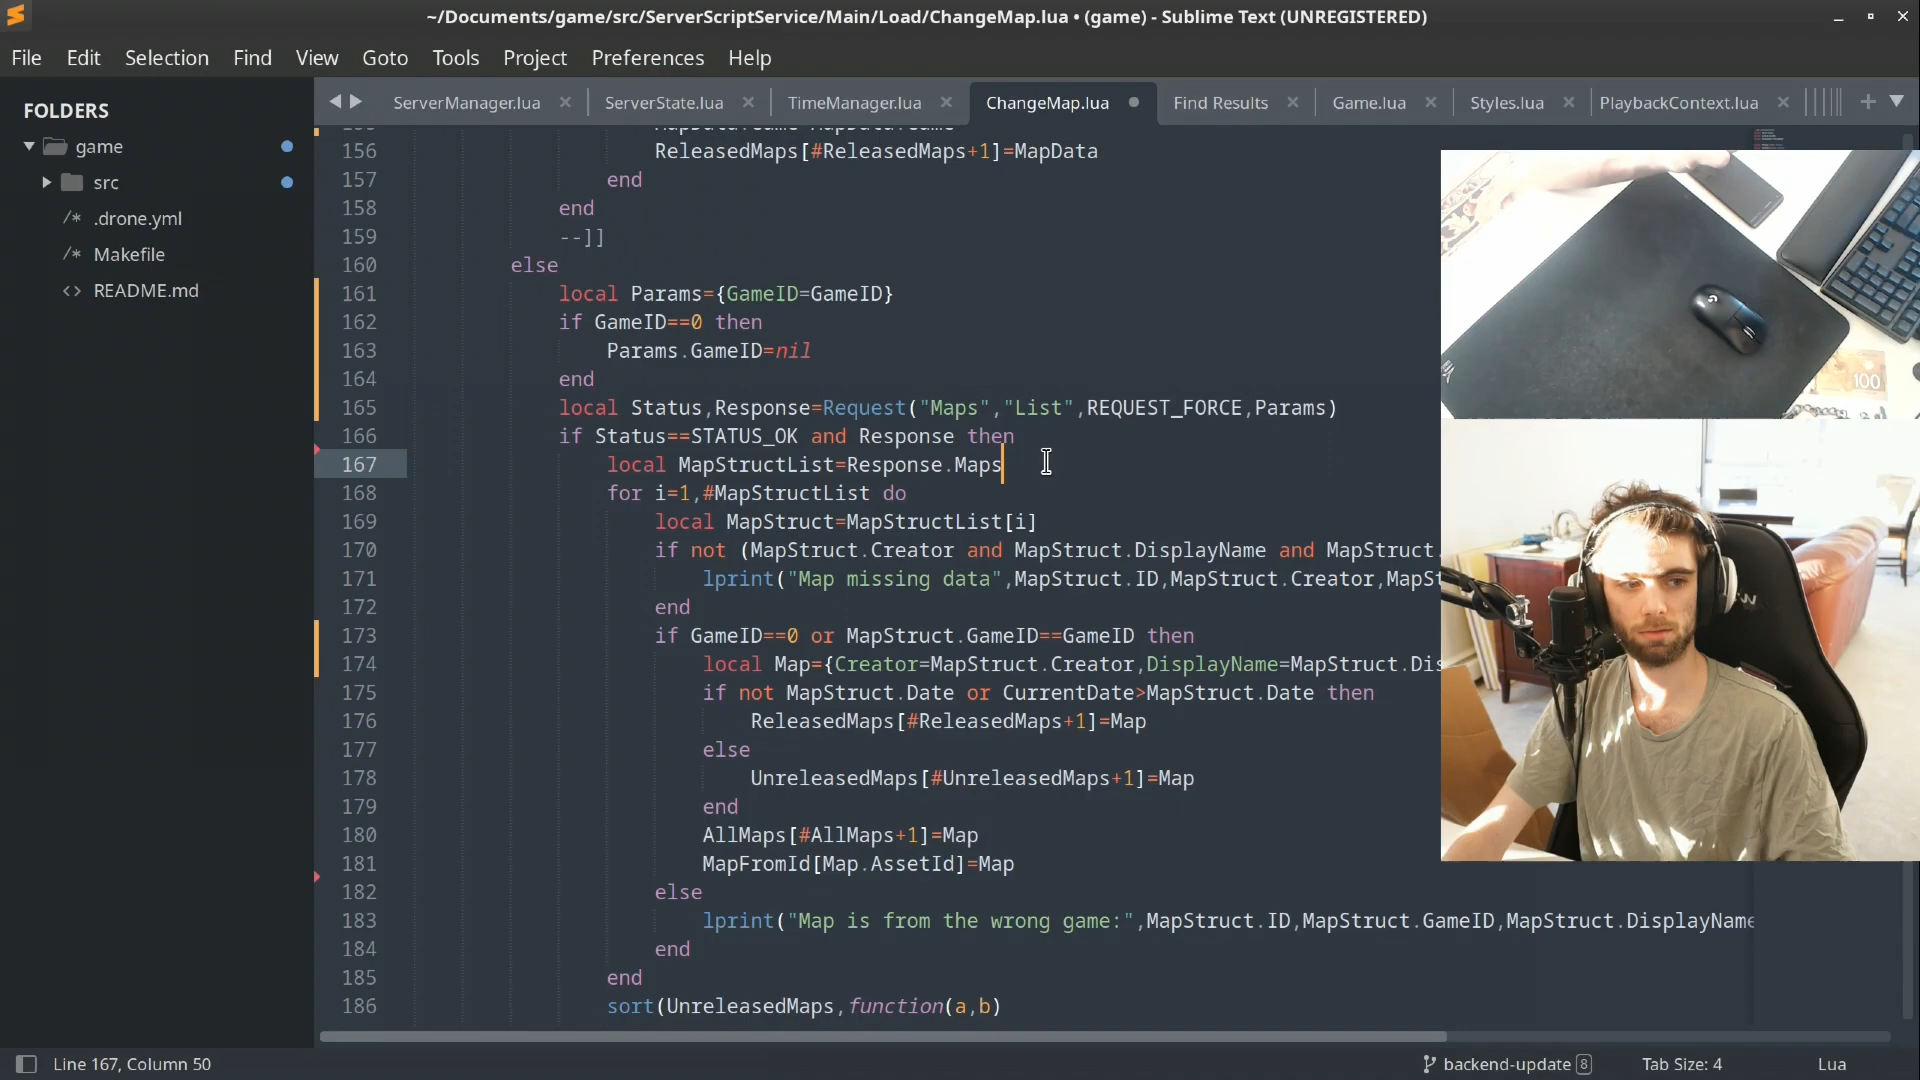 ~/Documents/game/src/ServerScriptService/Main/Load/ChangeMap.lua • (game) - Sublime Text (UNREGISTERED)
File Edit Selection Find View Goto Tools Project Preferences Help
FOLDERS
game
src
/* .drone.yml
/* Makefile
<> README.md
ServerManager.lua ServerState.lua TimeManager.lua ChangeMap.lua Find Results Game.lua Styles.lua PlaybackContext.lua
156 ReleasedMaps[#ReleasedMaps+1]=MapData
157 end
158 end
159 --]]
160 else
161 local Params={GameID=GameID}
162 if GameID==0 then
163 Params.GameID=nil
164 end
165 local Status,Response=Request("Maps","List",REQUEST_FORCE,Params)
166 if Status==STATUS_OK and Response then
167 local MapStructList=Response.Maps
168 for i=1,#MapStructList do
169 local MapStruct=MapStructList[i]
170 if not (MapStruct.Creator and MapStruct.DisplayName and MapStruct.
171 lprint("Map missing data",MapStruct.ID,MapStruct.Creator,MapSt
172 end
173 if GameID==0 or MapStruct.GameID==GameID then
174 local Map={Creator=MapStruct.Creator,DisplayName=MapStruct.Dis
175 if not MapStruct.Date or CurrentDate>MapStruct.Date then
176 ReleasedMaps[#ReleasedMaps+1]=Map
177 else
178 UnreleasedMaps[#UnreleasedMaps+1]=Map
179 end
180 AllMaps[#AllMaps+1]=Map
181 MapFromId[Map.AssetId]=Map
182 else
183 lprint("Map is from the wrong game:",MapStruct.ID,MapStruct.GameID,MapStruct.DisplayName
184 end
185 end
186 sort(UnreleasedMaps,function(a,b)
100
Line 167, Column 50
backend-update 8 Tab Size: 4 Lua